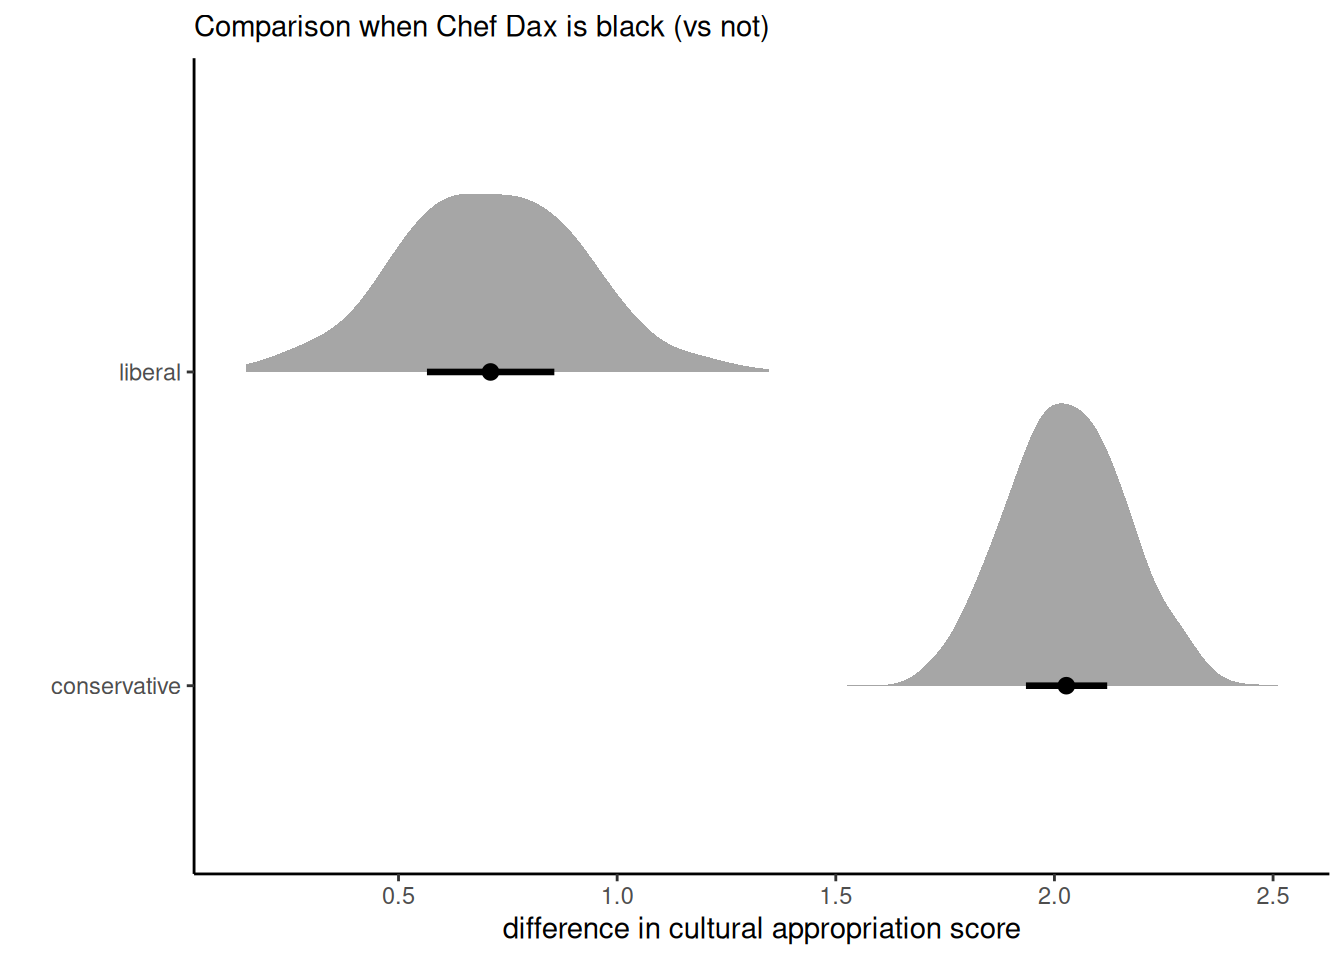 Comparison when Chef Dax is black (vs not)
liberal
conservative
0.5 1.0 1.5 2.0 2.5
difference in cultural appropriation score